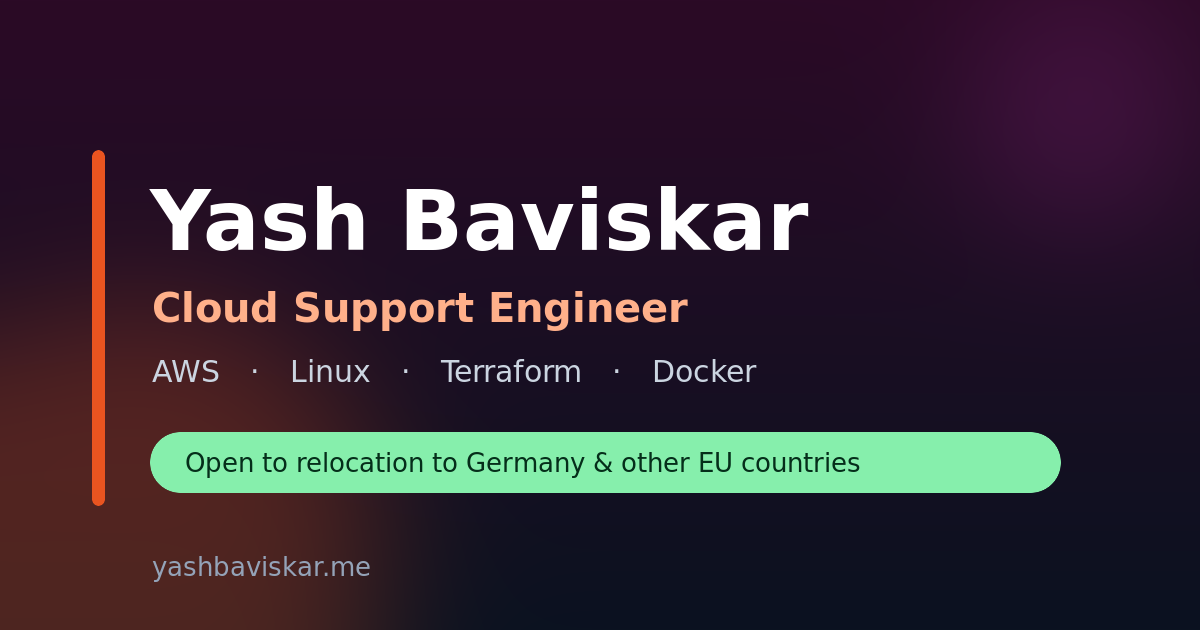 Yash Baviskar
Cloud Support Engineer
AWS · Linux · Terraform · Docker
Open to relocation to Germany & other EU countries
yashbaviskar.me